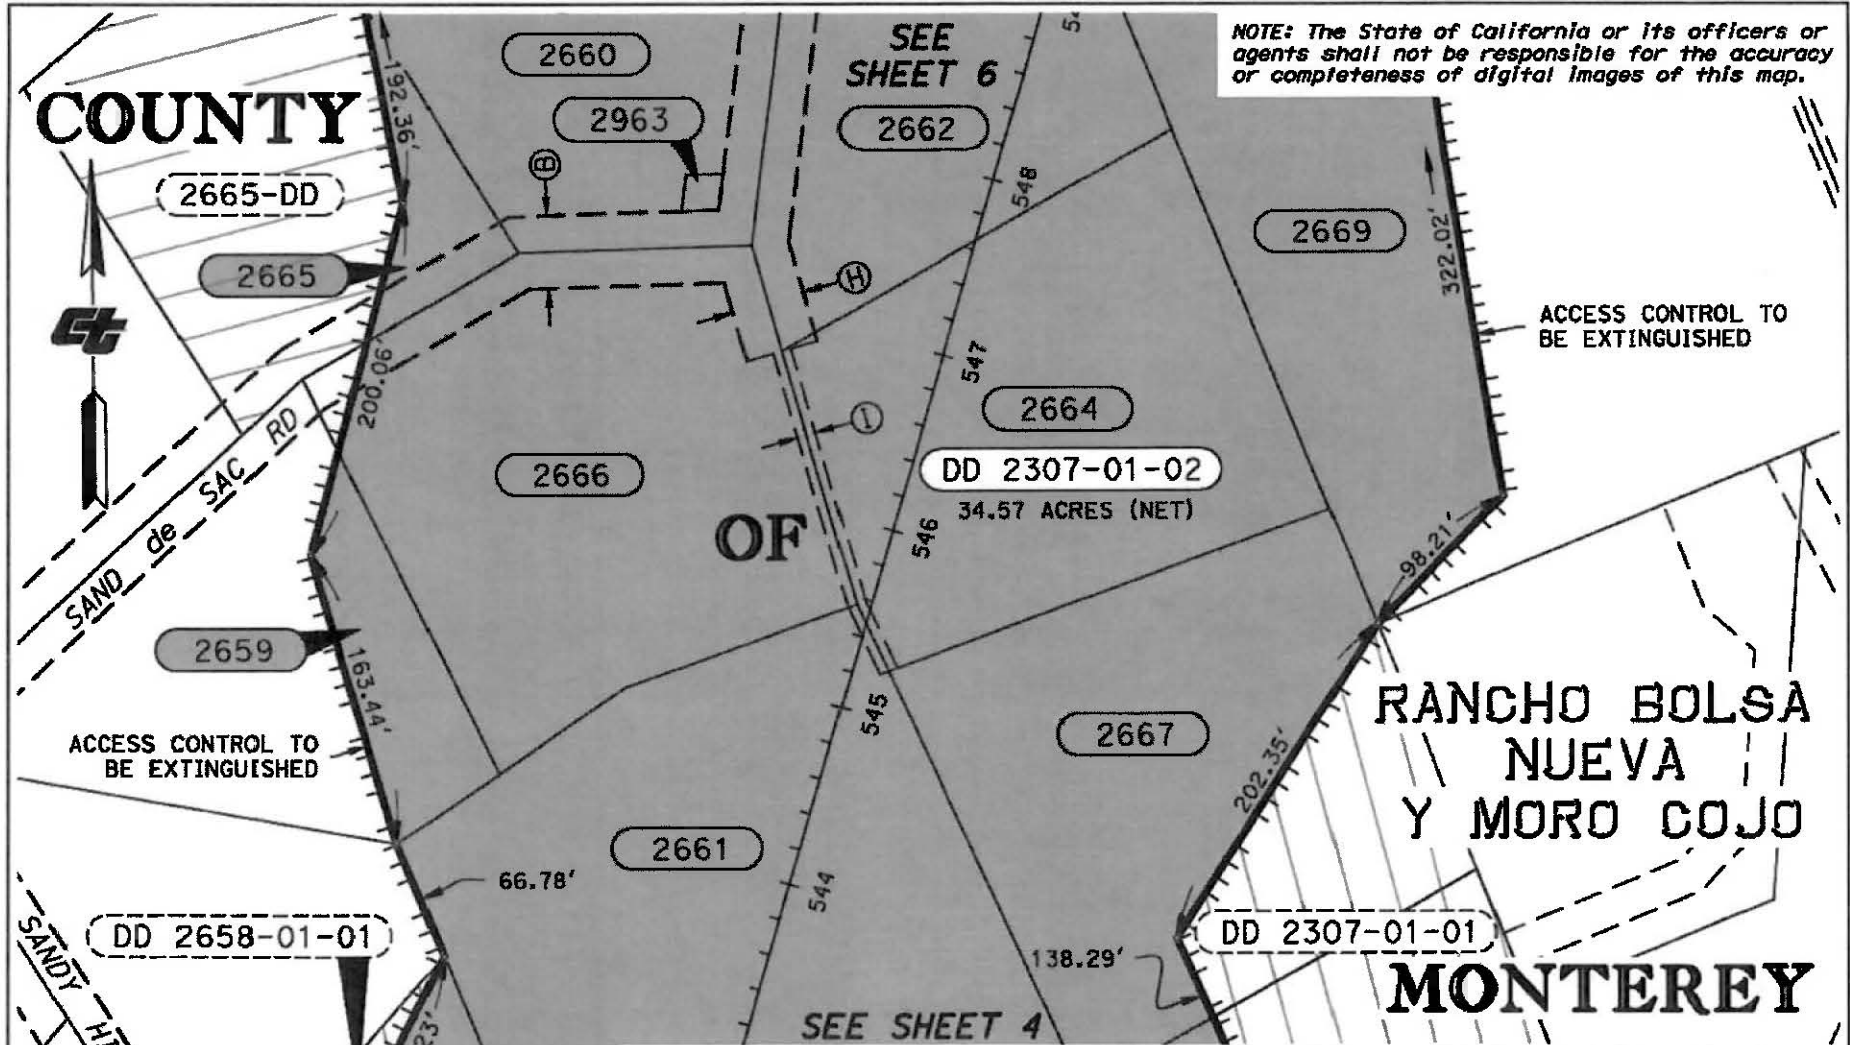 NOTE: The State of California or its officers or
agents shall not be responsible for the accuracy
or completeness of digital images of this map.
SEE
SHEET 6
2660
2963
2662
COUNTY
192.36'
B
2665-DD
548
2669
322.02'
2665
H
ACCESS CONTROL TO
BE EXTINGUISHED
Ct
200.06'
547
2664
I
SAND de SAC RD
2666
DD 2307-01-02
34.57 ACRES (NET)
OF
546
98.21'
2659
163.44'
545
2667
RANCHO BOLSA
NUEVA
Y MORO COJO
ACCESS CONTROL TO
BE EXTINGUISHED
202.35'
2661
66.78'
544
DD 2658-01-01
SANDY
DD 2307-01-01
138.29'
MONTEREY
SEE SHEET 4